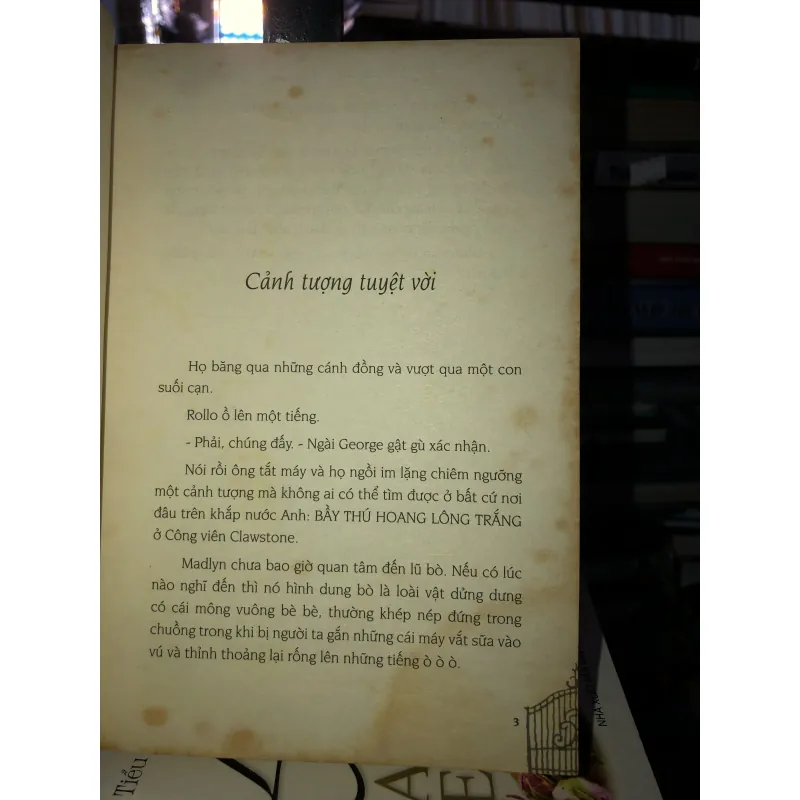 Cảnh tượng tuyệt vời
Họ băng qua những cánh đồng và vượt qua một con
suối cạn.
Rollo ồ lên một tiếng.
- Phải, chúng đấy. - Ngài George gật gù xác nhận.
Nói rồi ông tắt máy và họ ngồi im lặng chiêm ngưỡng
một cảnh tượng mà không ai có thể tìm được ở bất cứ nơi
đâu trên khắp nước Anh: BẦY THÚ HOANG LÔNG TRẮNG
ở Công viên Clawstone.
Madlyn chưa bao giờ quan tâm đến lũ bò. Nếu có lúc
nào nghĩ đến thì nó hình dung bò là loài vật dửng dưng
có cái mông vuông bè bè, thường khép nép đứng trong
chuồng trong khi bị người ta gắn những cái máy vắt sữa vào
vú và thỉnh thoảng lại rống lên những tiếng ò ò ò.
3
Tiểu
A
E
NHÀ